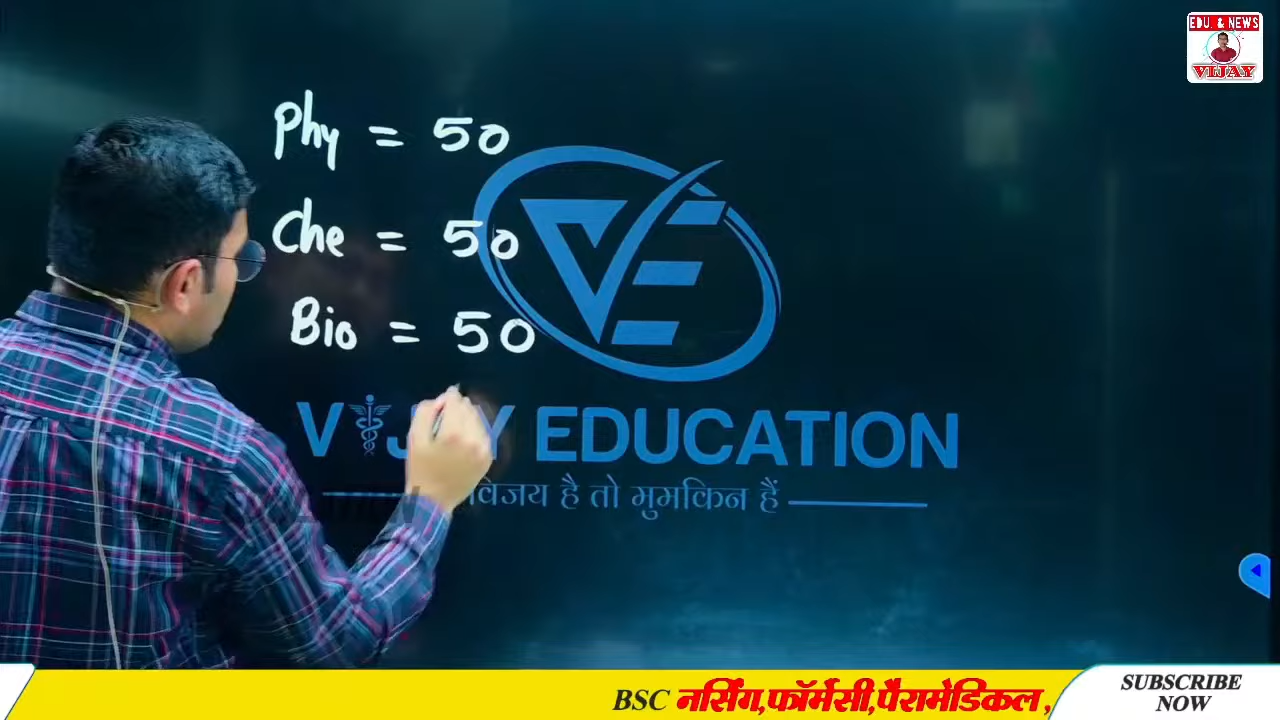 EDU. & NEWS
VIJAY
Phy = 50
Che = 50
Bio = 50
EDUCATION
विजय है तो मुमकिन हैं
BSC नर्सिंग,फॉर्मेसी,पैरामेडिकल,
SUBSCRIBE
NOW